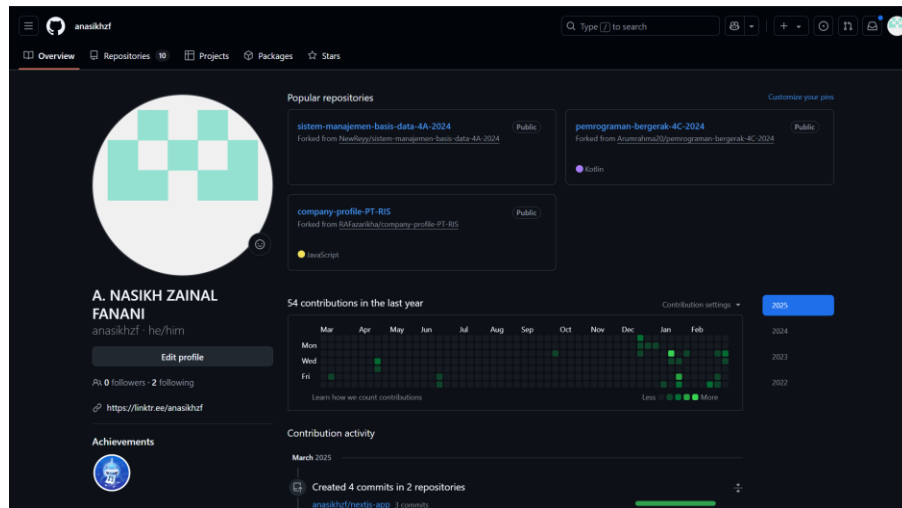 anasikhzf
Type / to search
Overview
Repositories 10
Projects
Packages
Stars
Popular repositories
Customize your pins
sistem-manajemen-basis-data-4A-2024
Public
Forked from NewReyy/sistem-manajemen-basis-data-4A-2024
pemrograman-bergerak-4C-2024
Public
Forked from Arumrahma20/pemrograman-bergerak-4C-2024
Kotlin
company-profile-PT-RIS
Public
Forked from RAFazarikha/company-profile-PT-RIS
JavaScript
A. NASIKH ZAINAL
FANANI
anasikhzf · he/him
Edit profile
0 followers · 2 following
https://linktr.ee/anasikhzf
Achievements
54 contributions in the last year
Contribution settings
2025
2024
2023
2022
Mar Apr May Jun Jul Aug Sep Oct Nov Dec Jan Feb
Mon
Wed
Fri
Learn how we count contributions
Less More
Contribution activity
March 2025
Created 4 commits in 2 repositories
anasikhzf/nextjs-app 3 commits